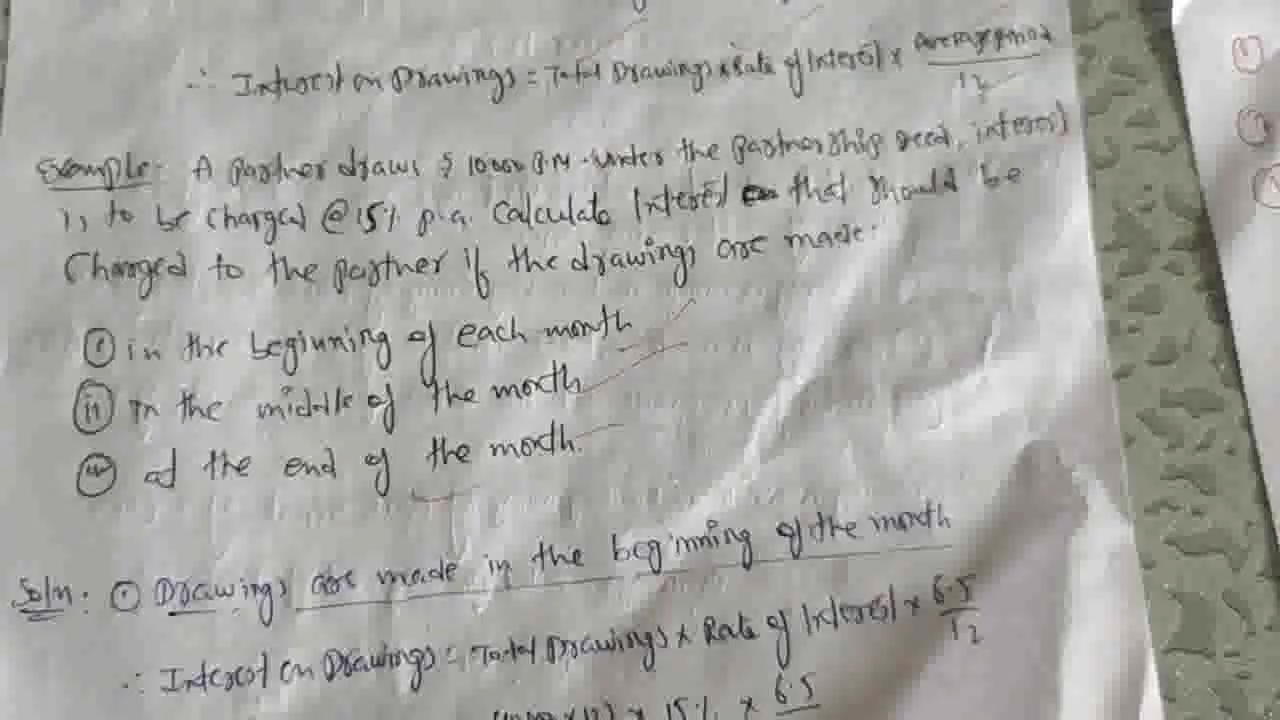 ∴ Interest on Drawings = Total Drawings x Rate of Interest x Average period / 12
Example:- A partner draws ₹ 10000 P.M. under the partnership deed, interest
is to be charged @ 15% p.a. Calculate Interest that should be
Charged to the partner if the drawings are made:
(i) in the beginning of each month
(ii) in the middle of the month
(iii) at the end of the month.
Soln: (i) Drawings are made in the beginning of the month
∴ Interest on Drawings = Total Drawings x Rate of Interest x 6.5 / 12
x 15% x 6.5